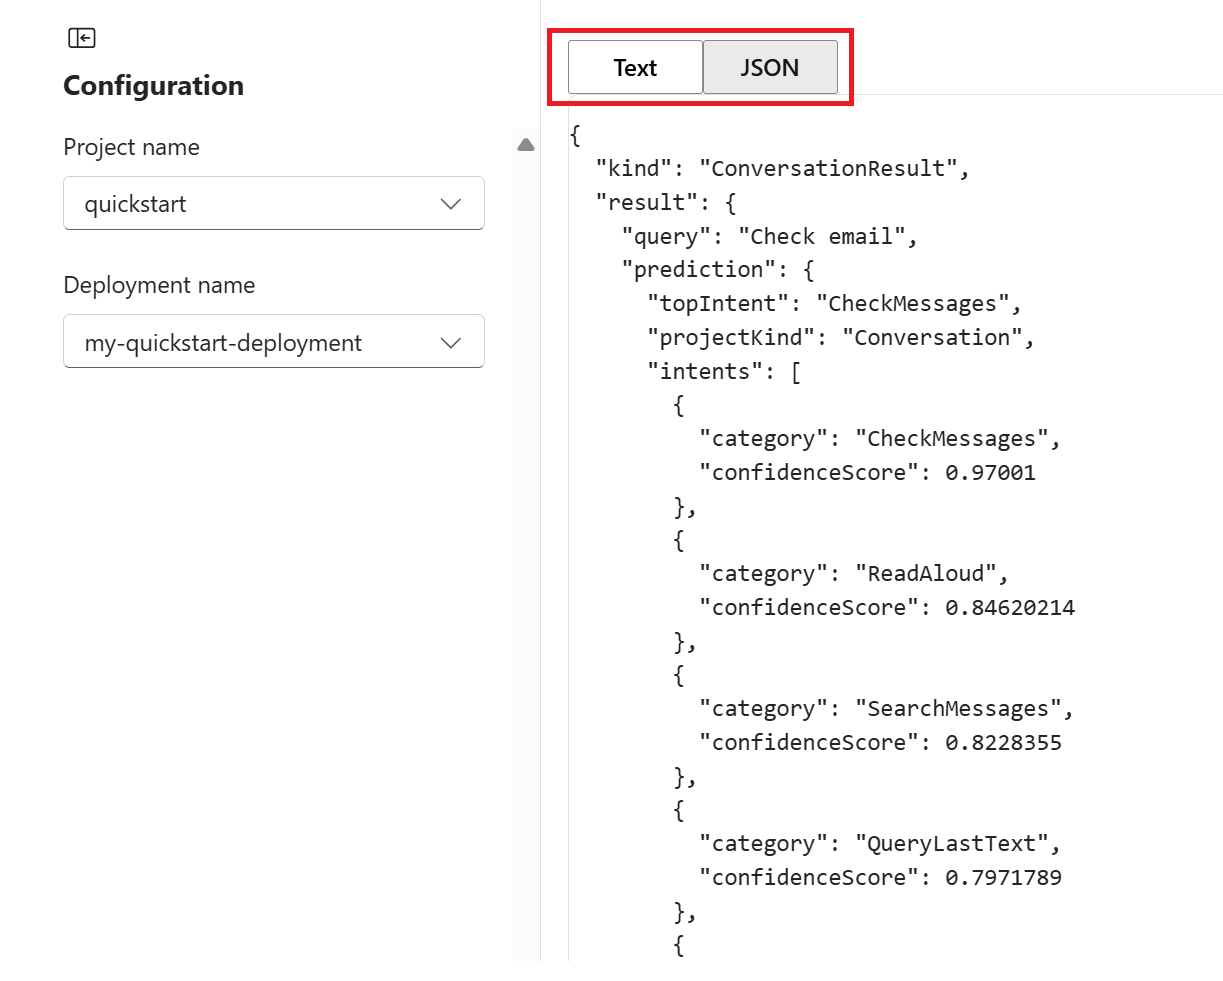 Configuration
Project name
quickstart
Deployment name
my-quickstart-deployment
Text JSON
{
  "kind": "ConversationResult",
  "result": {
    "query": "Check email",
    "prediction": {
      "topIntent": "CheckMessages",
      "projectKind": "Conversation",
      "intents": [
        {
          "category": "CheckMessages",
          "confidenceScore": 0.97001
        },
        {
          "category": "ReadAloud",
          "confidenceScore": 0.84620214
        },
        {
          "category": "SearchMessages",
          "confidenceScore": 0.8228355
        },
        {
          "category": "QueryLastText",
          "confidenceScore": 0.7971789
        },
        {